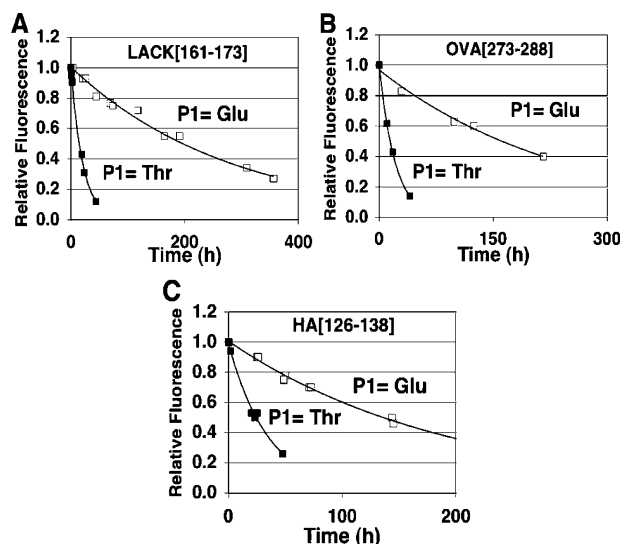 A
Relative Fluorescence
1.2
1.0
0.8
0.6
0.4
0.2
0.0
LACK[161-173]
P1= Glu
P1= Thr
0
200
400
Time (h)
B
Relative Fluorescence
1.2
1.0
0.8
0.6
0.4
0.2
0.0
OVA[273-288]
P1= Glu
P1= Thr
0
150
300
Time (h)
C
Relative Fluorescence
1.2
1.0
0.8
0.6
0.4
0.2
0.0
HA[126-138]
P1= Glu
P1= Thr
0
100
200
Time (h)